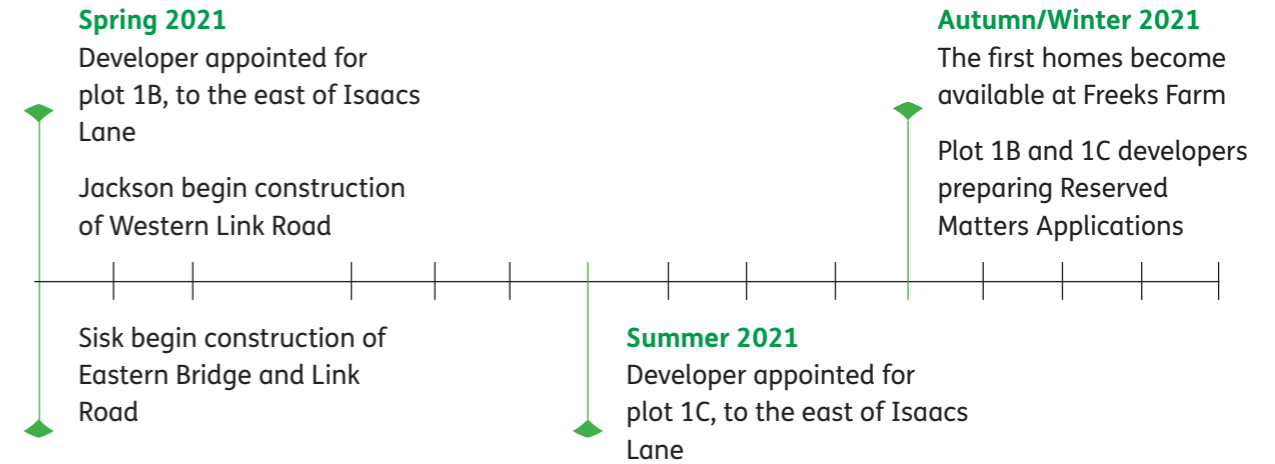 Spring 2021
Developer appointed for
plot 1B, to the east of Isaacs
Lane
Jackson begin construction
of Western Link Road
Sisk begin construction of
Eastern Bridge and Link
Road
Summer 2021
Developer appointed for
plot 1C, to the east of Isaacs
Lane
Autumn/Winter 2021
The first homes become
available at Freeks Farm
Plot 1B and 1C developers
preparing Reserved
Matters Applications